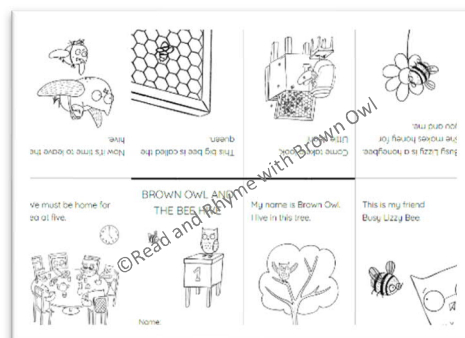 Now it's time to leave the
hive.
This big bee is called the
queen.
Come take a look,
Little
Busy Lizzy is a honeybee.
She makes honey for
you and me.
ve must be home for
ea at five.
BROWN OWL AND
THE BEE HIVE
1
Name:
My name is Brown Owl.
I live in this tree.
This is my friend
Busy Lizzy Bee.
©Read and Rhyme with Brown Owl